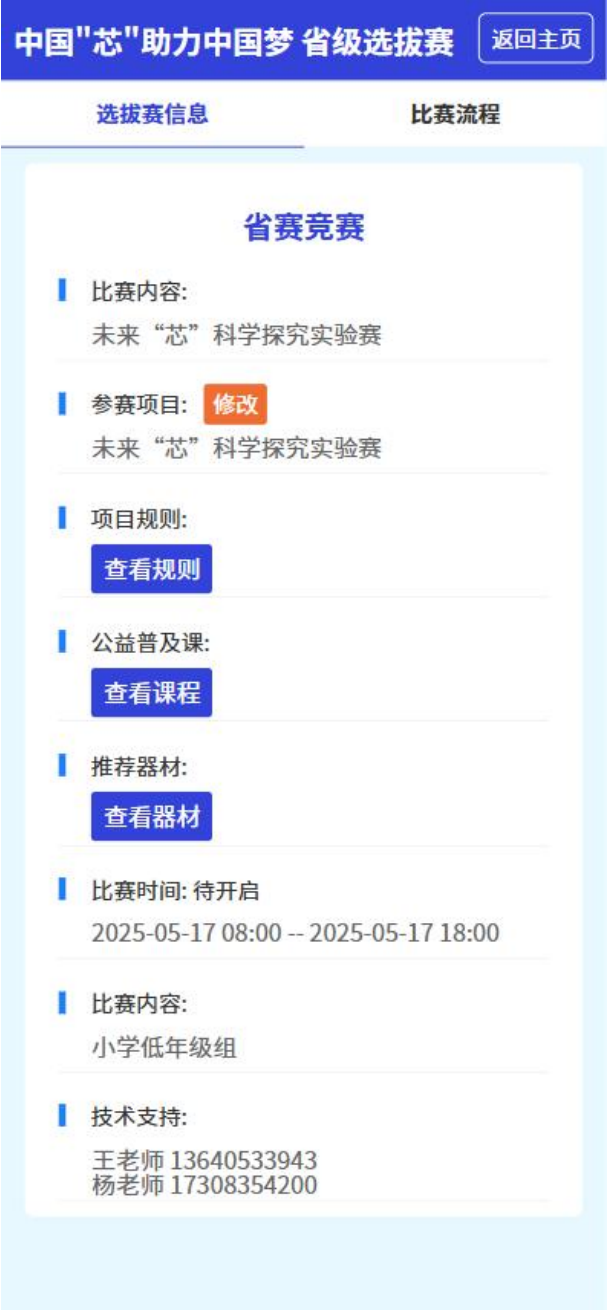 中国"芯"助力中国梦 省级选拔赛 返回主页
选拔赛信息 比赛流程
省赛竞赛
比赛内容:
未来“芯”科学探究实验赛
参赛项目: 修改
未来“芯”科学探究实验赛
项目规则:
查看规则
公益普及课:
查看课程
推荐器材:
查看器材
比赛时间: 待开启
2025-05-17 08:00 -- 2025-05-17 18:00
比赛内容:
小学低年级组
技术支持:
王老师 13640533943
杨老师 17308354200